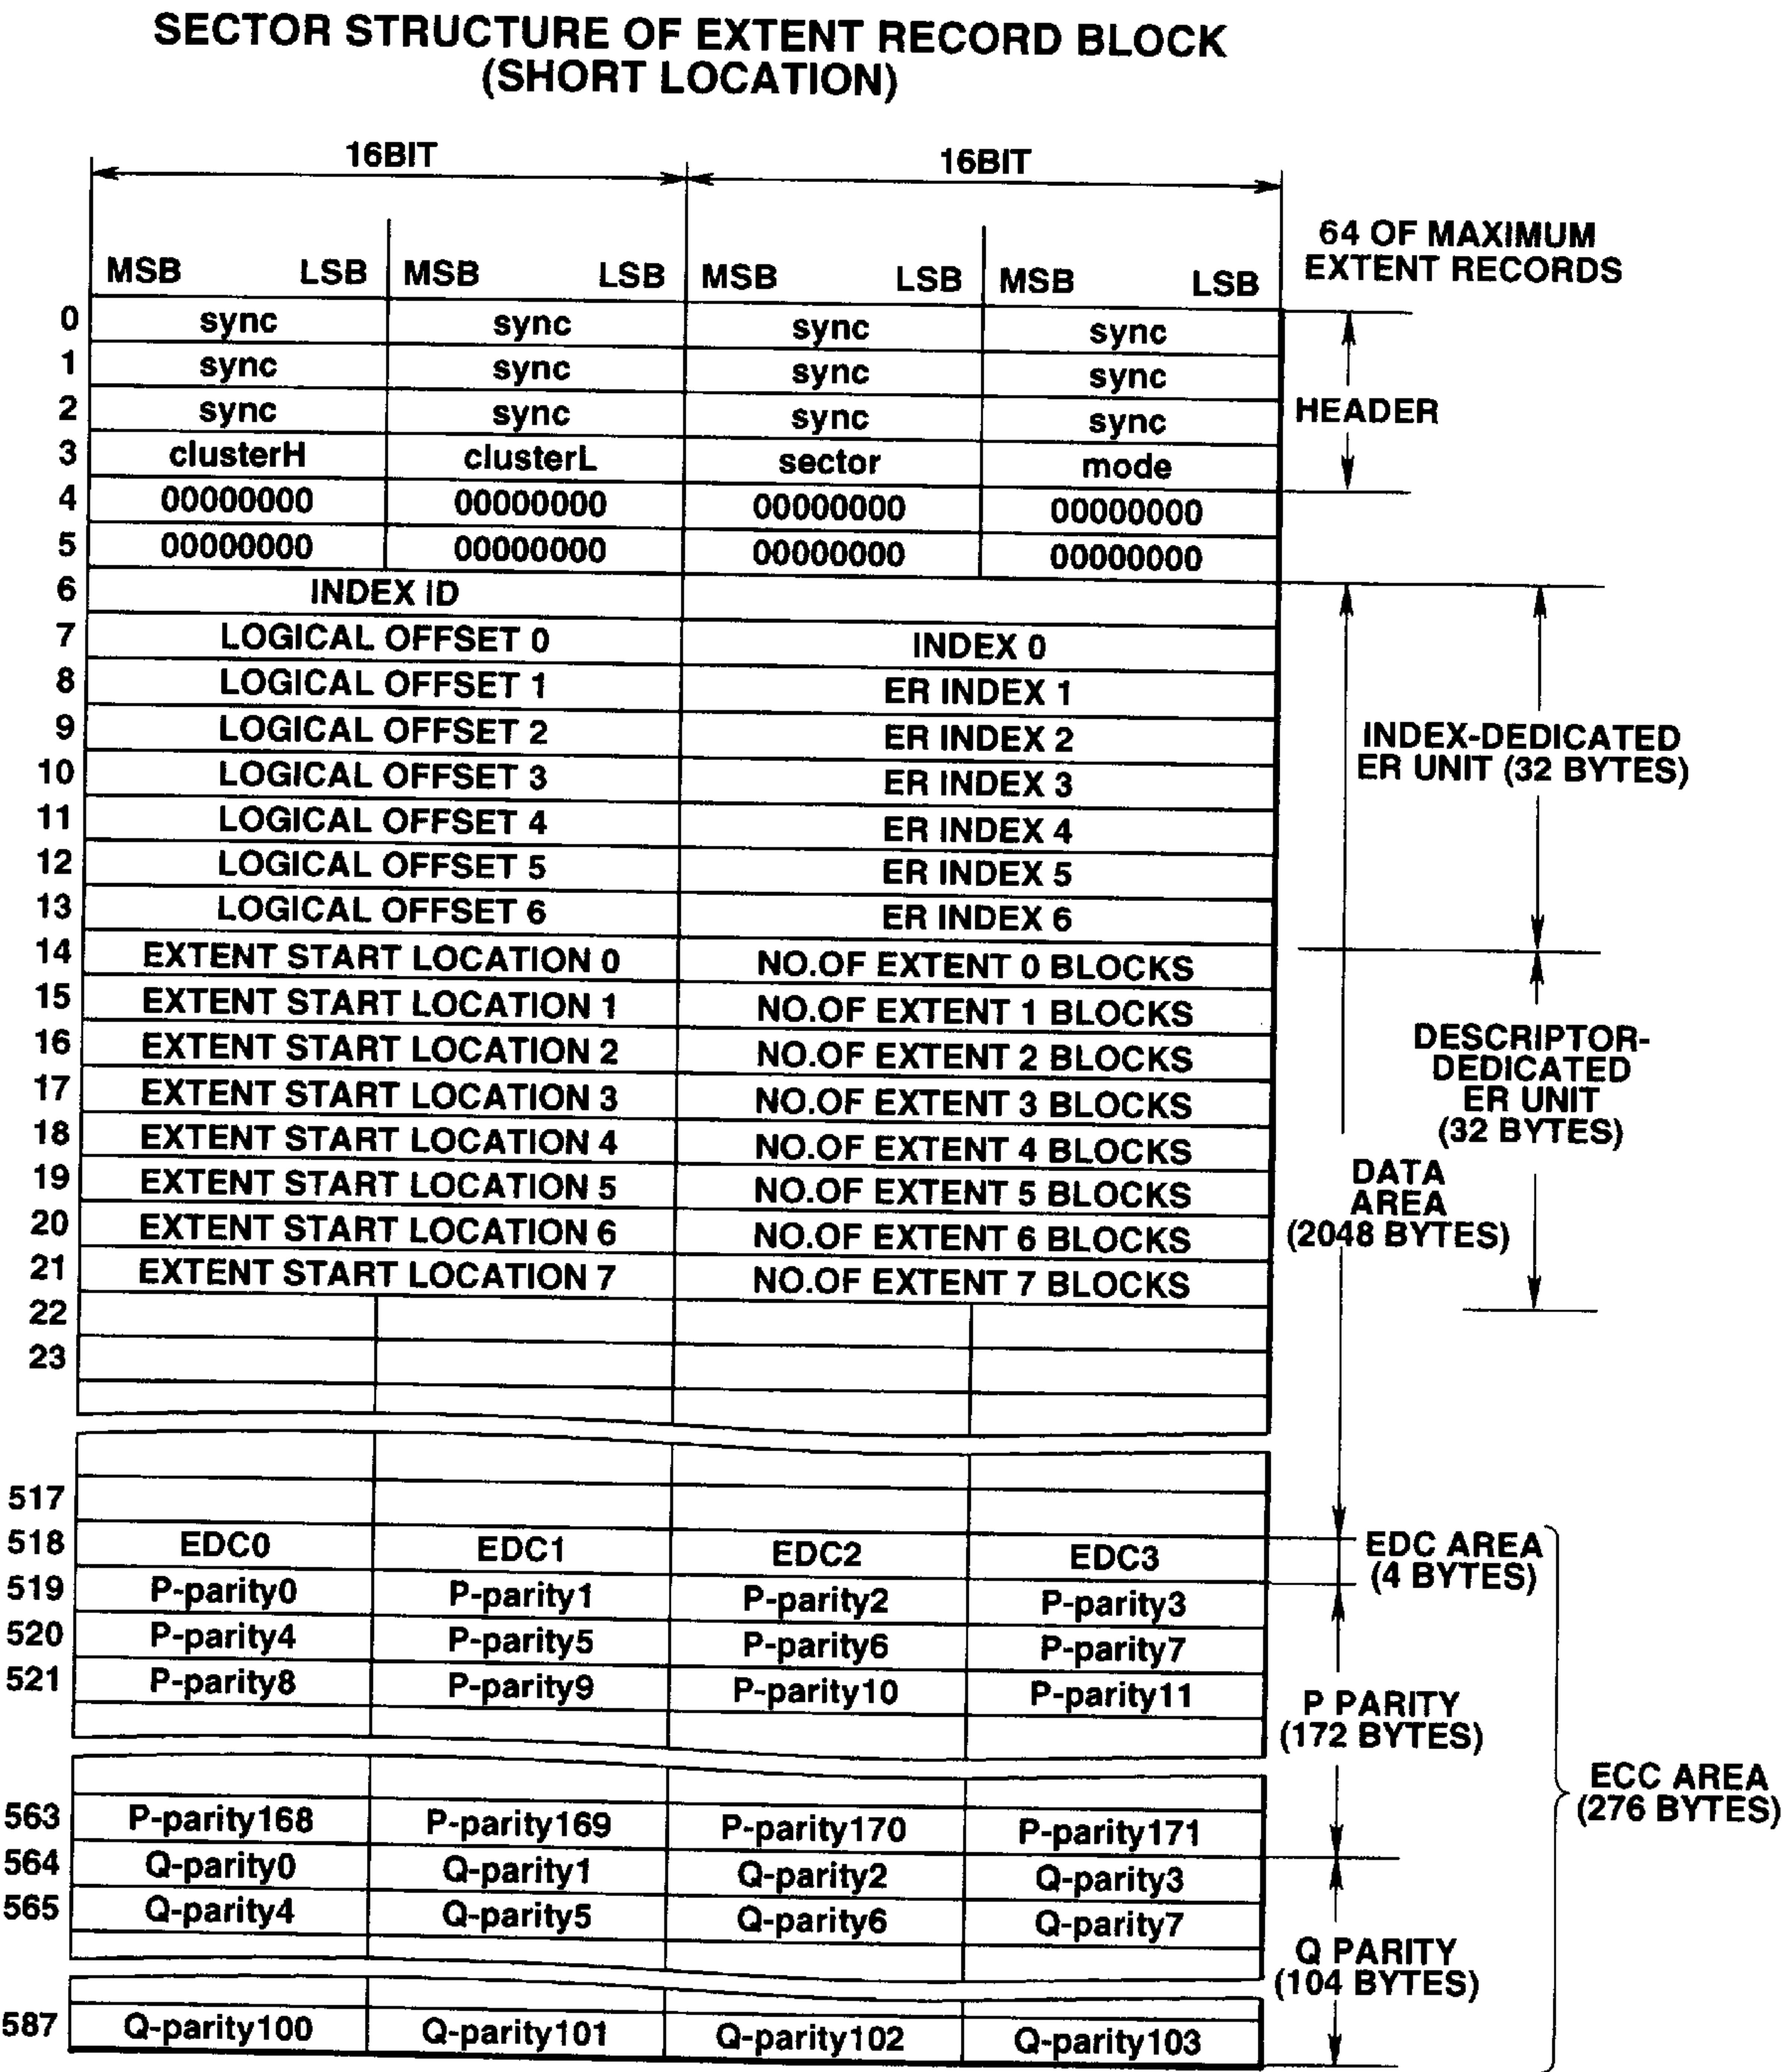 SECTOR STRUCTURE OF EXTENT RECORD BLOCK
(SHORT LOCATION)
16BIT 16BIT
64 OF MAXIMUM
EXTENT RECORDS
MSB LSB MSB LSB MSB LSB MSB LSB
0 sync sync sync sync
1 sync sync sync sync
2 sync sync sync sync
HEADER
3 clusterH clusterL sector mode
4 00000000 00000000 00000000 00000000
5 00000000 00000000 00000000 00000000
6 INDEX ID
7 LOGICAL OFFSET 0 INDEX 0
8 LOGICAL OFFSET 1 ER INDEX 1
9 LOGICAL OFFSET 2 ER INDEX 2
10 LOGICAL OFFSET 3 ER INDEX 3
11 LOGICAL OFFSET 4 ER INDEX 4
12 LOGICAL OFFSET 5 ER INDEX 5
13 LOGICAL OFFSET 6 ER INDEX 6
INDEX-DEDICATED
ER UNIT (32 BYTES)
14 EXTENT START LOCATION 0 NO.OF EXTENT 0 BLOCKS
15 EXTENT START LOCATION 1 NO.OF EXTENT 1 BLOCKS
16 EXTENT START LOCATION 2 NO.OF EXTENT 2 BLOCKS
17 EXTENT START LOCATION 3 NO.OF EXTENT 3 BLOCKS
18 EXTENT START LOCATION 4 NO.OF EXTENT 4 BLOCKS
19 EXTENT START LOCATION 5 NO.OF EXTENT 5 BLOCKS
20 EXTENT START LOCATION 6 NO.OF EXTENT 6 BLOCKS
21 EXTENT START LOCATION 7 NO.OF EXTENT 7 BLOCKS
DESCRIPTOR-
DEDICATED
ER UNIT
(32 BYTES)
DATA
AREA
(2048 BYTES)
22
23
517
518 EDC0 EDC1 EDC2 EDC3
EDC AREA
(4 BYTES)
519 P-parity0 P-parity1 P-parity2 P-parity3
520 P-parity4 P-parity5 P-parity6 P-parity7
521 P-parity8 P-parity9 P-parity10 P-parity11
P PARITY
(172 BYTES)
ECC AREA
(276 BYTES)
563 P-parity168 P-parity169 P-parity170 P-parity171
564 Q-parity0 Q-parity1 Q-parity2 Q-parity3
565 Q-parity4 Q-parity5 Q-parity6 Q-parity7
Q PARITY
(104 BYTES)
587 Q-parity100 Q-parity101 Q-parity102 Q-parity103